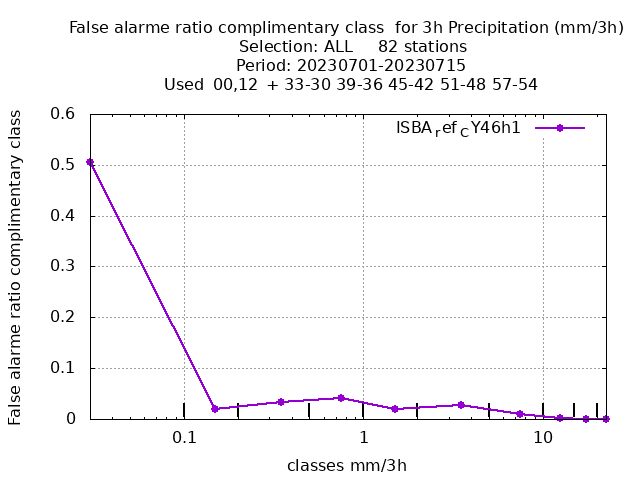 False alarme ratio complimentary class  for 3h Precipitation (mm/3h)
Selection: ALL     82 stations
Period: 20230701-20230715
Used  00,12  + 33-30 39-36 45-42 51-48 57-54
False alarme ratio complimentary class
ISBA_ref_CY46h1
0.6
0.5
0.4
0.3
0.2
0.1
0
0.1 1 10
classes mm/3h